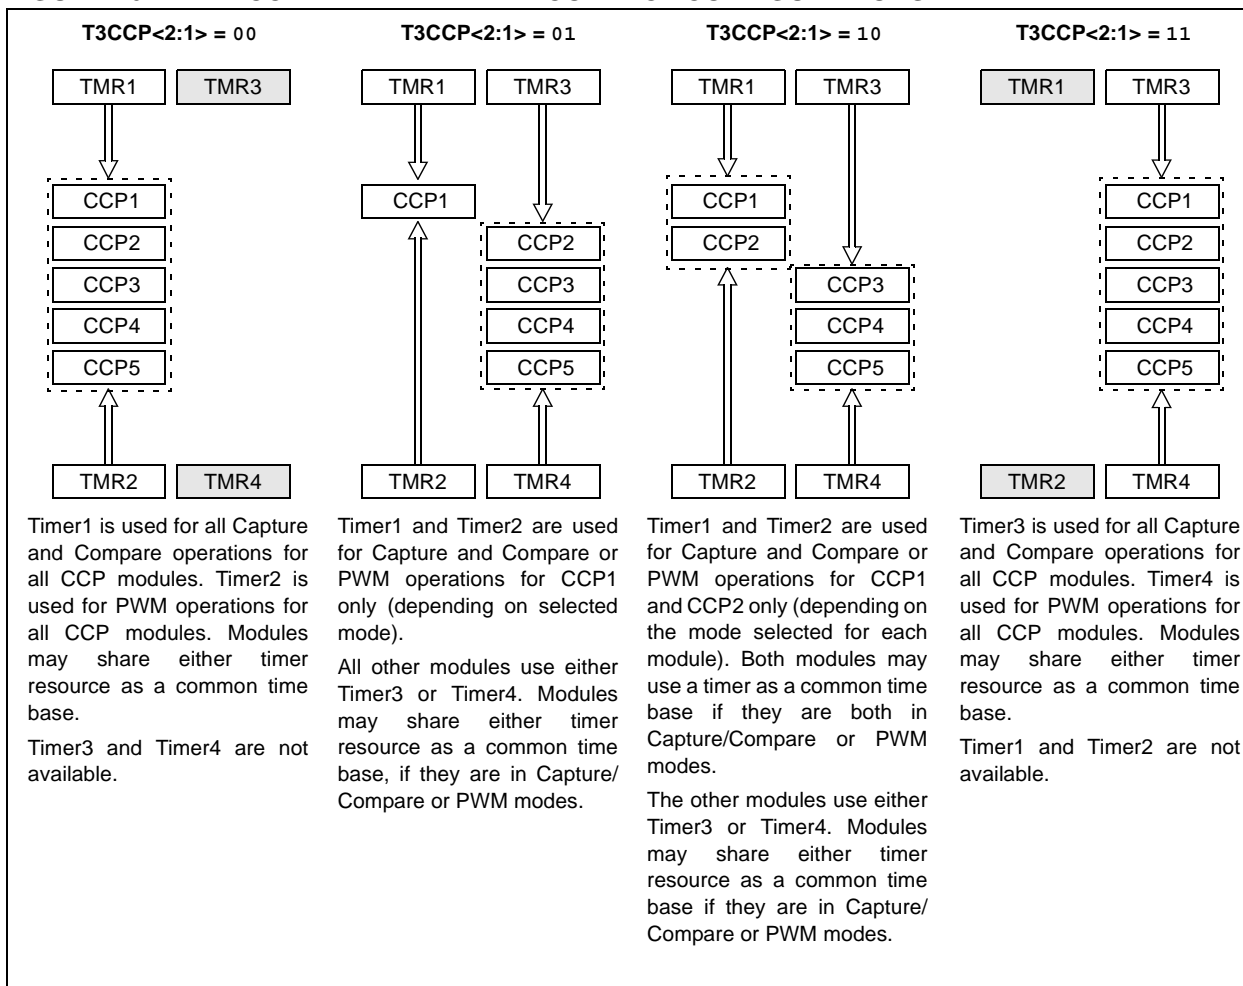 T3CCP<2:1> = 00
TMR1
TMR3
CCP1
CCP2
CCP3
CCP4
CCP5
TMR2
TMR4
Timer1 is used for all Capture
and Compare operations for
all CCP modules. Timer2 is
used for PWM operations for
all CCP modules. Modules
may share either timer
resource as a common time
base.
Timer3 and Timer4 are not
available.
T3CCP<2:1> = 01
TMR1
TMR3
CCP1
CCP2
CCP3
CCP4
CCP5
TMR2
TMR4
Timer1 and Timer2 are used
for Capture and Compare or
PWM operations for CCP1
only (depending on selected
mode).
All other modules use either
Timer3 or Timer4. Modules
may share either timer
resource as a common time
base, if they are in Capture/
Compare or PWM modes.
T3CCP<2:1> = 10
TMR1
TMR3
CCP1
CCP2
CCP3
CCP4
CCP5
TMR2
TMR4
Timer1 and Timer2 are used
for Capture and Compare or
PWM operations for CCP1
and CCP2 only (depending on
the mode selected for each
module). Both modules may
use a timer as a common time
base if they are both in
Capture/Compare or PWM
modes.
The other modules use either
Timer3 or Timer4. Modules
may share either timer
resource as a common time
base if they are in Capture/
Compare or PWM modes.
T3CCP<2:1> = 11
TMR1
TMR3
CCP1
CCP2
CCP3
CCP4
CCP5
TMR2
TMR4
Timer3 is used for all Capture
and Compare operations for
all CCP modules. Timer4 is
used for PWM operations for
all CCP modules. Modules
may share either timer
resource as a common time
base.
Timer1 and Timer2 are not
available.